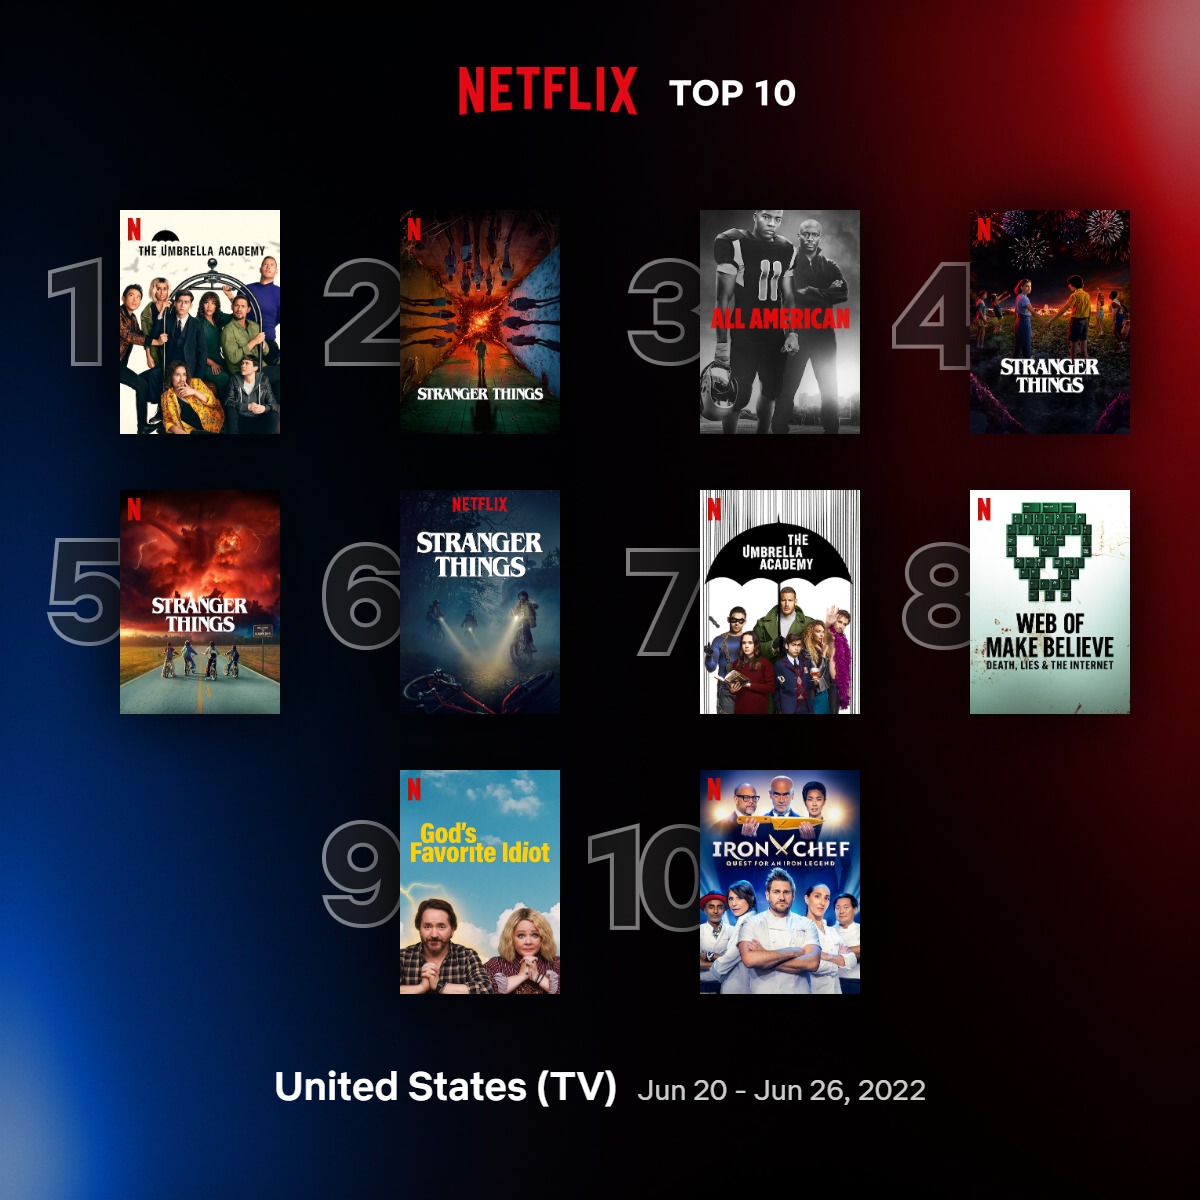 NETFLIX TOP 10
1
N
THE UMBRELLA ACADEMY
2
N
STRANGER THINGS
3
ALL AMERICAN
4
N
STRANGER
THINGS
5
N
STRANGER
THINGS
6
NETFLIX
STRANGER
THINGS
7
N
THE
UMBRELLA
ACADEMY
8
N
WEB OF
MAKE BELIEVE
DEATH, LIES & THE INTERNET
9
N
God's
Favorite Idiot
10
N
IRON CHEF
QUEST FOR AN IRON LEGEND
United States (TV) Jun 20 - Jun 26, 2022